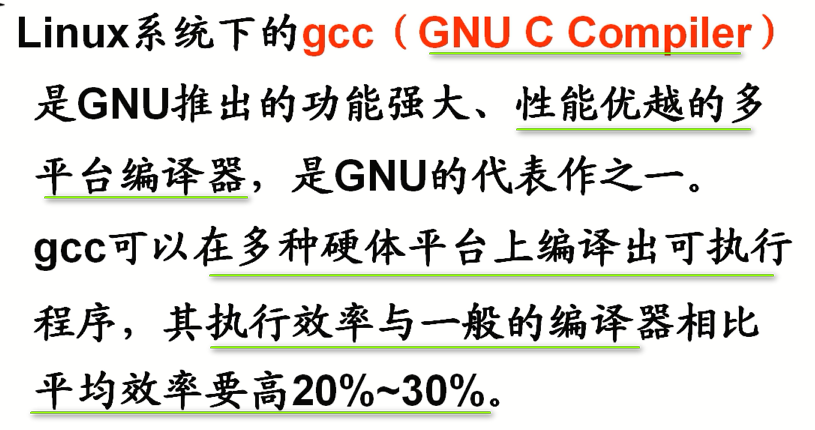 Linux系统下的gcc（GNU C Compiler）
是GNU推出的功能强大、性能优越的多
平台编译器，是GNU的代表作之一。
gcc可以在多种硬体平台上编译出可执行
程序，其执行效率与一般的编译器相比
平均效率要高20%~30%。